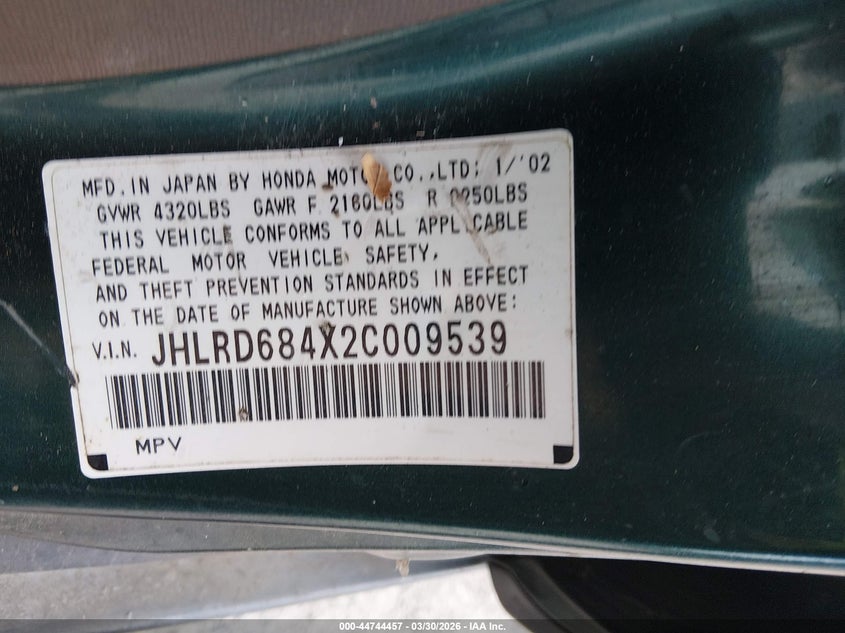 MFD. IN JAPAN BY HONDA MOTOR CO.,LTD; 1/'02
GVWR 4320LBS GAWR F 2160LBS R 2250LBS
THIS VEHICLE CONFORMS TO ALL APPLICABLE
FEDERAL MOTOR VEHICLE SAFETY,
AND THEFT PREVENTION STANDARDS IN EFFECT
ON THE DATE OF MANUFACTURE SHOWN ABOVE:
V.I.N. JHLRD684X2C009539
MPV
000-44744457 - 03/30/2026 - IAA Inc.